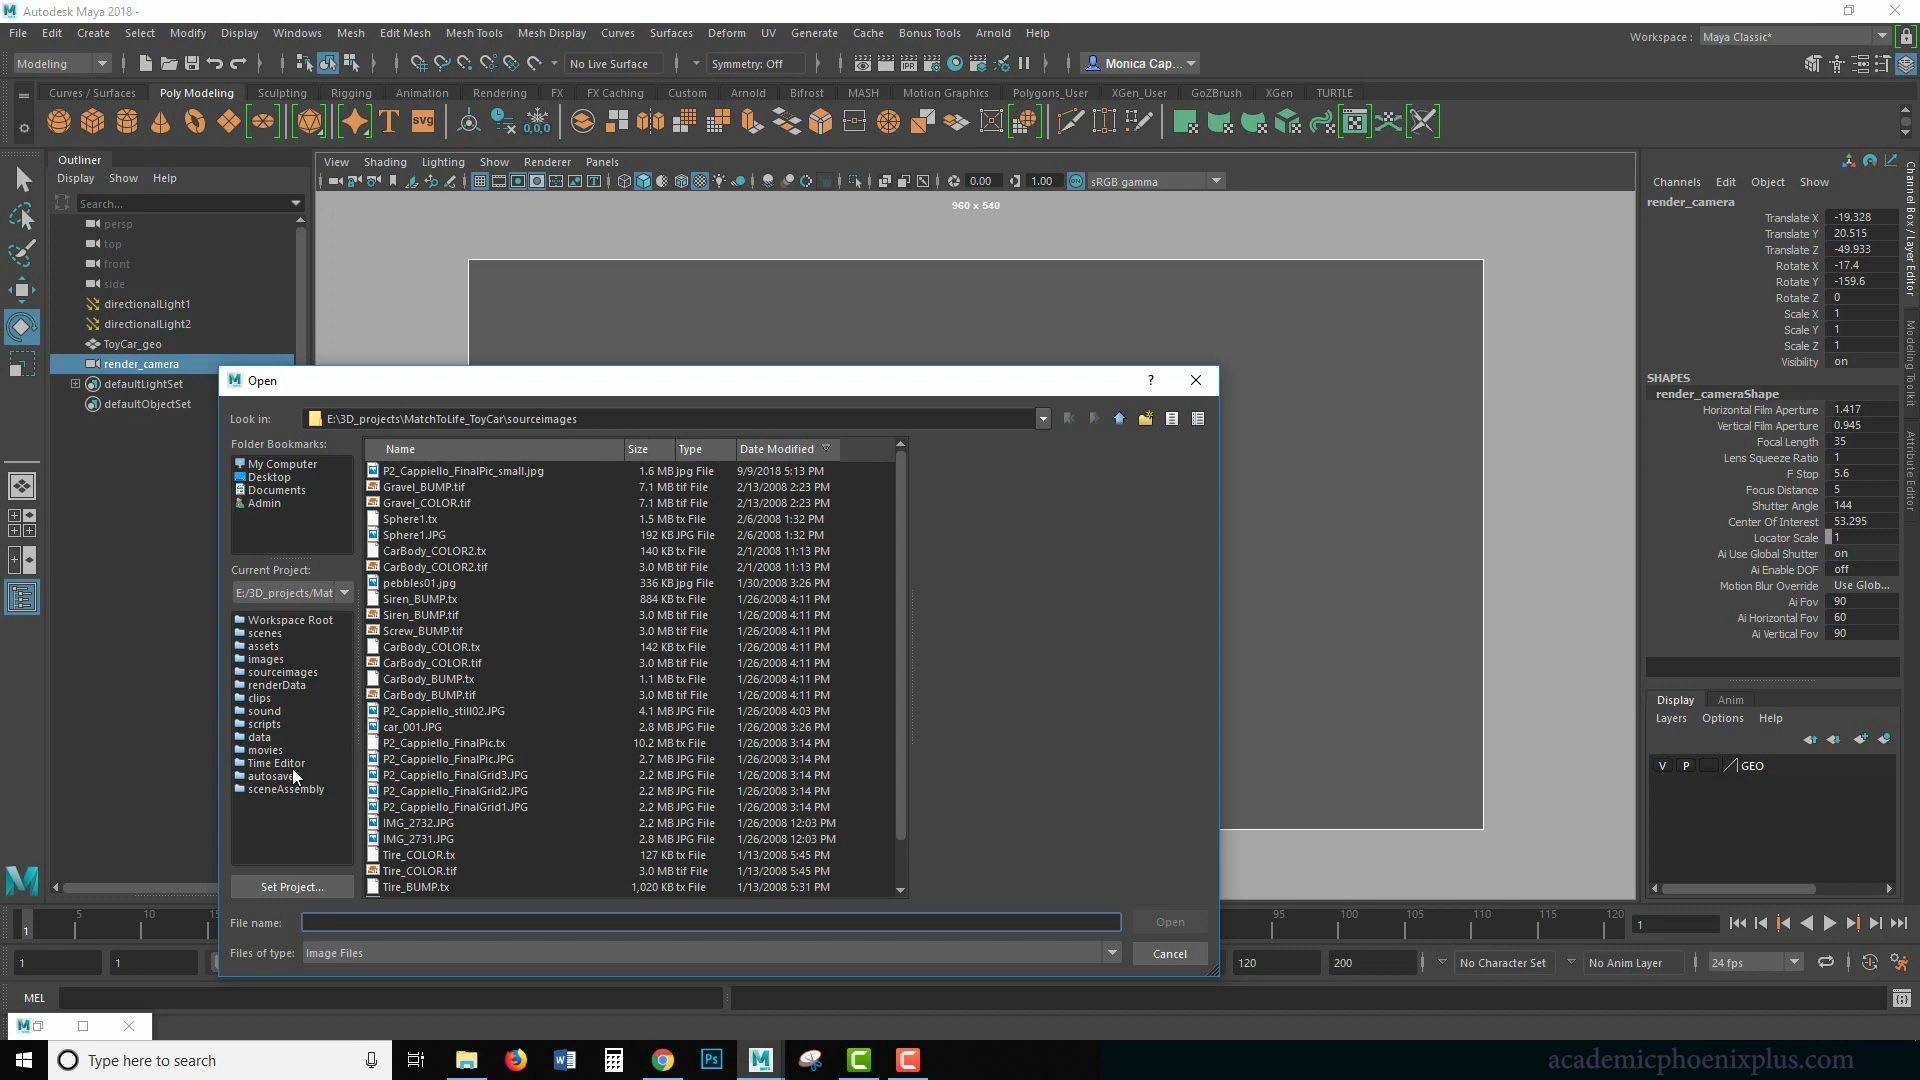 Autodesk Maya 2018 -
File Edit Create Select Modify Display Windows Mesh Edit Mesh Mesh Tools Mesh Display Curves Surfaces Deform UV Generate Cache Bonus Tools Arnold Help
Workspace : Maya Classic*
Modeling No Live Surface Symmetry: Off Monica Cap...
Curves / Surfaces Poly Modeling Sculpting Rigging Animation Rendering FX FX Caching Custom Arnold Bifrost MASH Motion Graphics Polygons_User XGen_User GoZBrush XGen TURTLE
Outliner
Display Show Help
Search...
persp
top
front
side
directionalLight1
directionalLight2
ToyCar_geo
render_camera
defaultLightSet
defaultObjectSet
View Shading Lighting Show Renderer Panels
0.00 1.00 sRGB gamma
960 x 540
Open
Look in: E:\3D_projects\MatchToLife_ToyCar\sourceimages
Folder Bookmarks:
My Computer
Desktop
Documents
Admin
Current Project:
E:/3D_projects/Mat
Workspace Root
scenes
assets
images
sourceimages
renderData
clips
sound
scripts
data
movies
Time Editor
autosave
sceneAssembly
Set Project...
Name Size Type Date Modified
P2_Cappiello_FinalPic_small.jpg 1.6 MB jpg File 9/9/2018 5:13 PM
Gravel_BUMP.tif 7.1 MB tif File 2/13/2008 2:23 PM
Gravel_COLOR.tif 7.1 MB tif File 2/13/2008 2:23 PM
Sphere1.tx 1.5 MB tx File 2/6/2008 1:32 PM
Sphere1.JPG 192 KB JPG File 2/6/2008 1:32 PM
CarBody_COLOR2.tx 140 KB tx File 2/1/2008 11:13 PM
CarBody_COLOR2.tif 3.0 MB tif File 2/1/2008 11:13 PM
pebbles01.jpg 336 KB jpg File 1/30/2008 3:26 PM
Siren_BUMP.tx 884 KB tx File 1/26/2008 4:11 PM
Siren_BUMP.tif 3.0 MB tif File 1/26/2008 4:11 PM
Screw_BUMP.tif 3.0 MB tif File 1/26/2008 4:11 PM
CarBody_COLOR.tx 142 KB tx File 1/26/2008 4:11 PM
CarBody_COLOR.tif 3.0 MB tif File 1/26/2008 4:11 PM
CarBody_BUMP.tx 1.1 MB tx File 1/26/2008 4:11 PM
CarBody_BUMP.tif 3.0 MB tif File 1/26/2008 4:11 PM
P2_Cappiello_still02.JPG 4.1 MB JPG File 1/26/2008 4:03 PM
car_001.JPG 2.8 MB JPG File 1/26/2008 3:26 PM
P2_Cappiello_FinalPic.tx 10.2 MB tx File 1/26/2008 3:14 PM
P2_Cappiello_FinalPic.JPG 2.7 MB JPG File 1/26/2008 3:14 PM
P2_Cappiello_FinalGrid3.JPG 2.2 MB JPG File 1/26/2008 3:14 PM
P2_Cappiello_FinalGrid2.JPG 2.2 MB JPG File 1/26/2008 3:14 PM
P2_Cappiello_FinalGrid1.JPG 2.2 MB JPG File 1/26/2008 3:14 PM
IMG_2732.JPG 2.2 MB JPG File 1/26/2008 12:03 PM
IMG_2731.JPG 2.8 MB JPG File 1/26/2008 12:03 PM
Tire_COLOR.tx 127 KB tx File 1/13/2008 5:45 PM
Tire_COLOR.tif 3.0 MB tif File 1/13/2008 5:45 PM
Tire_BUMP.tx 1,020 KB tx File 1/13/2008 5:31 PM
File name: Open
Files of type: Image Files Cancel
Channels Edit Object Show
render_camera
Translate X -19.328
Translate Y 20.515
Translate Z -49.933
Rotate X -17.4
Rotate Y -159.6
Rotate Z 0
Scale X 1
Scale Y 1
Scale Z 1
Visibility on
SHAPES
render_cameraShape
Horizontal Film Aperture 1.417
Vertical Film Aperture 0.945
Focal Length 35
Lens Squeeze Ratio 1
F Stop 5.6
Focus Distance 5
Shutter Angle 144
Center Of Interest 53.295
Locator Scale 1
Ai Use Global Shutter on
Ai Enable DOF off
Motion Blur Override Use Glob...
Ai Fov 90
Ai Horizontal Fov 60
Ai Vertical Fov 90
Channel Box / Layer Editor
Modeling Toolkit
Attribute Editor
Display Anim
Layers Options Help
V P GEO
1 5 10 15 95 100 105 110 115 120 1
1 1 120 200 No Character Set No Anim Layer 24 fps
MEL
Type here to search
academicphoenixplus.com